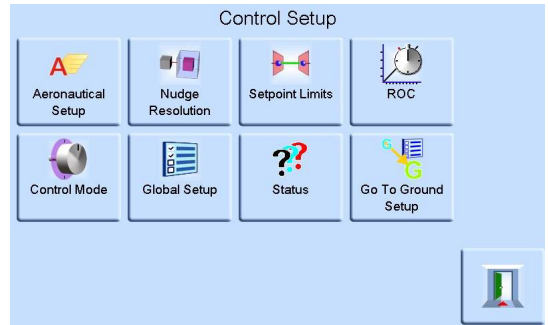 Control Setup
Aeronautical
Setup
Nudge
Resolution
Setpoint Limits
ROC
Control Mode
Global Setup
Status
Go To Ground
Setup